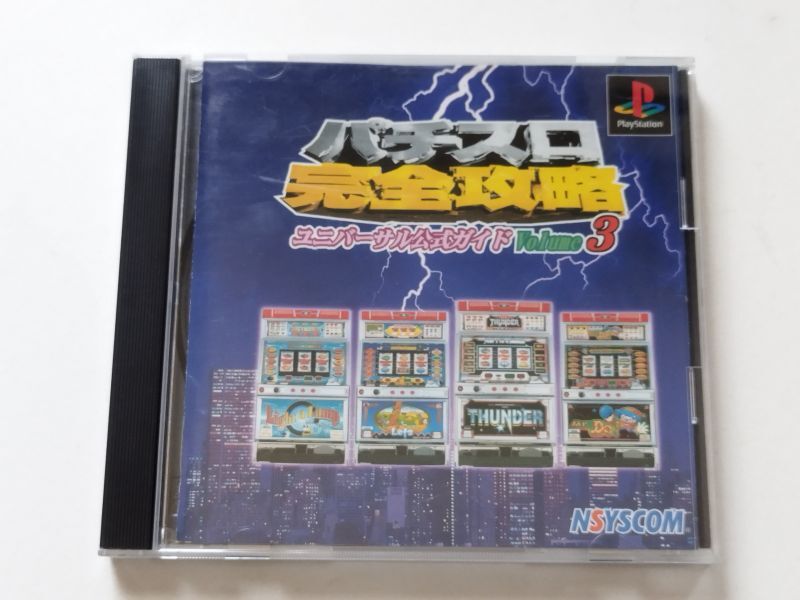 PlayStation
パチスロ
完全攻略
ユニバーサル公式ガイド Volume 3
THUNDER
NSYSCOM